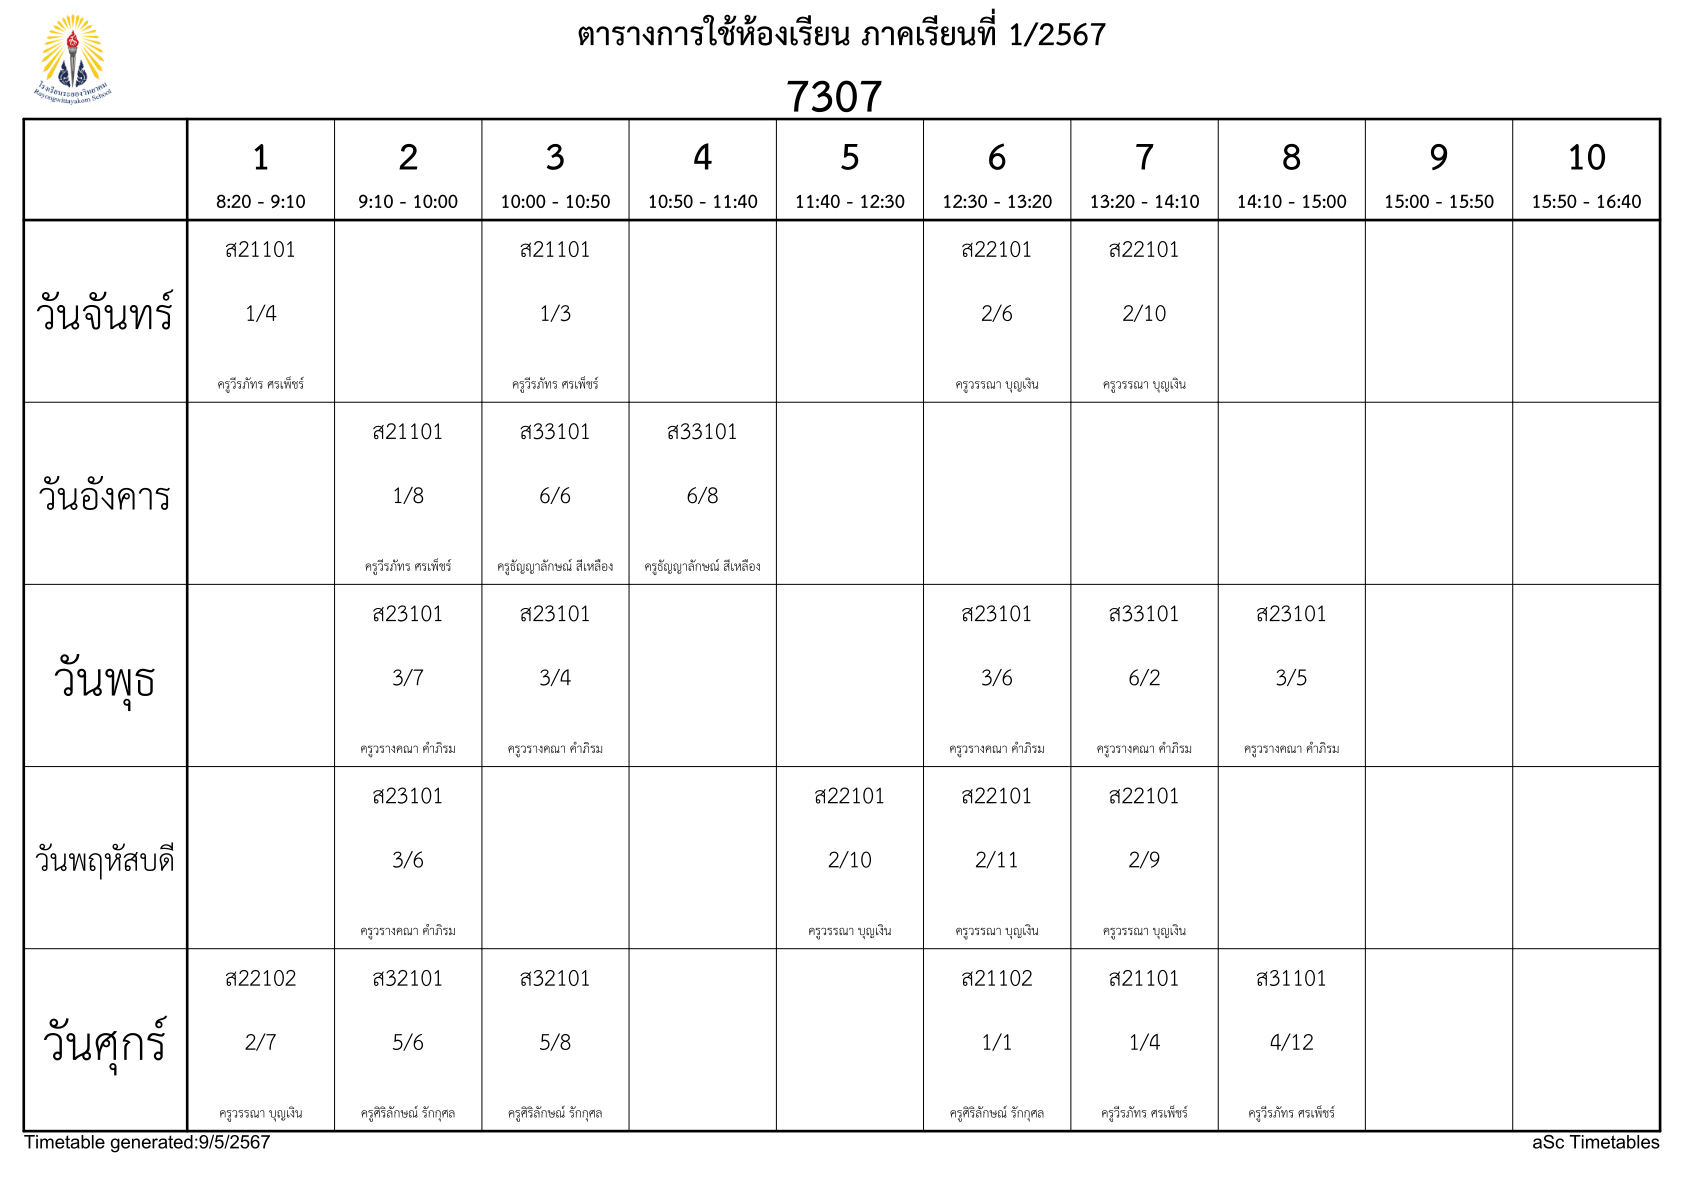 ตารางการใช้ห้องเรียน ภาคเรียนที่ 1/2567
โรงเรียนระยองวิทยาคม
Rayongwittayakom School
7307
1 2 3 4 5 6 7 8 9 10
8:20 - 9:10 9:10 - 10:00 10:00 - 10:50 10:50 - 11:40 11:40 - 12:30 12:30 - 13:20 13:20 - 14:10 14:10 - 15:00 15:00 - 15:50 15:50 - 16:40
ส21101 ส21101 ส22101 ส22101
วันจันทร์ 1/4 1/3 2/6 2/10
ครูวีรภัทร ศรเพ็ชร์ ครูวีรภัทร ศรเพ็ชร์ ครูวรรณา บุญเงิน ครูวรรณา บุญเงิน
ส21101 ส33101 ส33101
วันอังคาร 1/8 6/6 6/8
ครูวีรภัทร ศรเพ็ชร์ ครูธัญญาลักษณ์ สีเหลือง ครูธัญญาลักษณ์ สีเหลือง
ส23101 ส23101 ส23101 ส33101 ส23101
วันพุธ 3/7 3/4 3/6 6/2 3/5
ครูวรางคณา คำภิรม ครูวรางคณา คำภิรม ครูวรางคณา คำภิรม ครูวรางคณา คำภิรม ครูวรางคณา คำภิรม
ส23101 ส22101 ส22101 ส22101
วันพฤหัสบดี 3/6 2/10 2/11 2/9
ครูวรางคณา คำภิรม ครูวรรณา บุญเงิน ครูวรรณา บุญเงิน ครูวรรณา บุญเงิน
ส22102 ส32101 ส32101 ส21102 ส21101 ส31101
วันศุกร์ 2/7 5/6 5/8 1/1 1/4 4/12
ครูวรรณา บุญเงิน ครูศิริลักษณ์ รักกุศล ครูศิริลักษณ์ รักกุศล ครูศิริลักษณ์ รักกุศล ครูวีรภัทร ศรเพ็ชร์ ครูวีรภัทร ศรเพ็ชร์
Timetable generated:9/5/2567 aSc Timetables